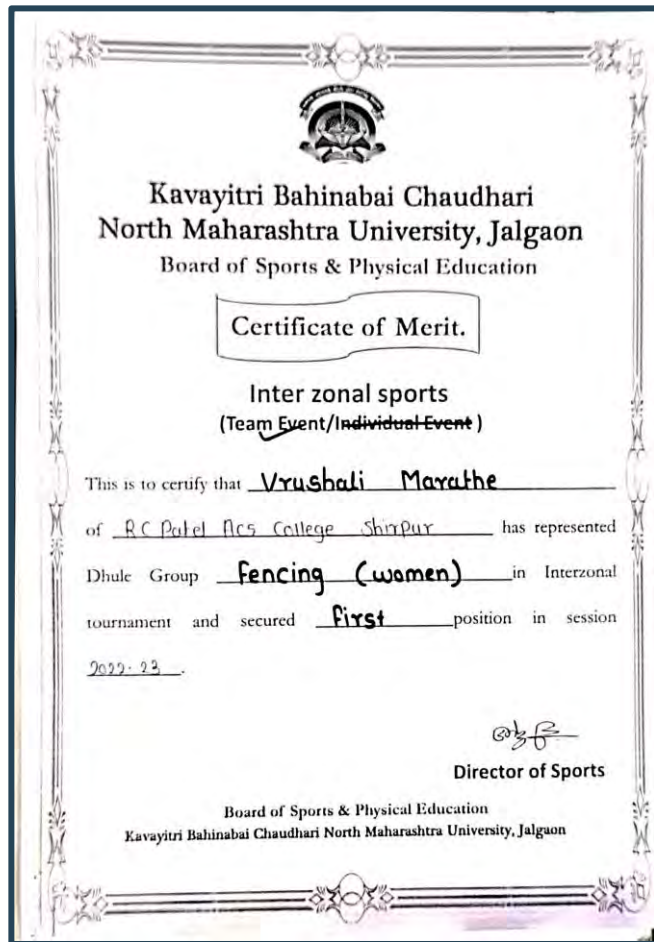 Kavayitri Bahinabai Chaudhari
North Maharashtra University, Jalgaon
Board of Sports & Physical Education
Certificate of Merit.
Inter zonal sports
(Team Event/Individual Event )
This is to certify that Vrushali Marathe
of RC Patel ACS College Shirpur has represented
Dhule Group Fencing (women) in Interzonal
tournament and secured First position in session
2022-23.
Director of Sports
Board of Sports & Physical Education
Kavayitri Bahinabai Chaudhari North Maharashtra University, Jalgaon